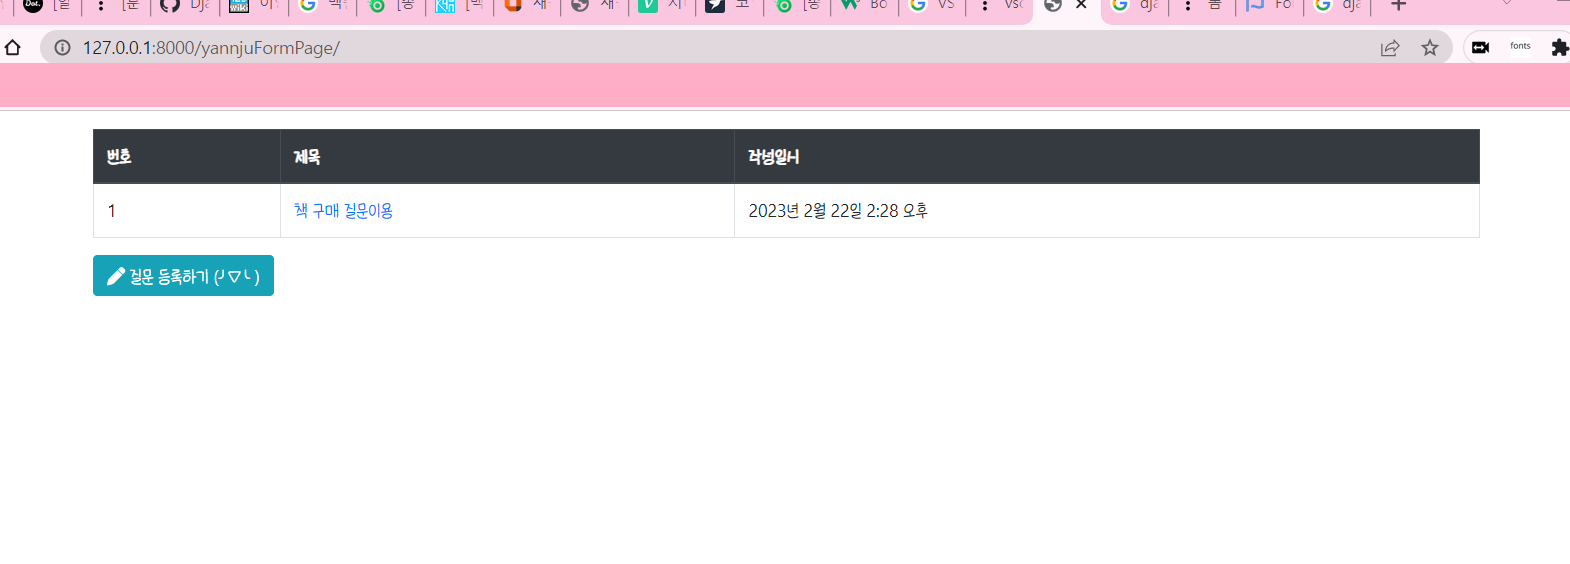 127.0.0.1:8000/yannjuFormPage/
fonts
번호 제목 작성일시
1 책 구매 질문이용 2023년 2월 22일 2:28 오후
질문 등록하기 (╯▽╰ )